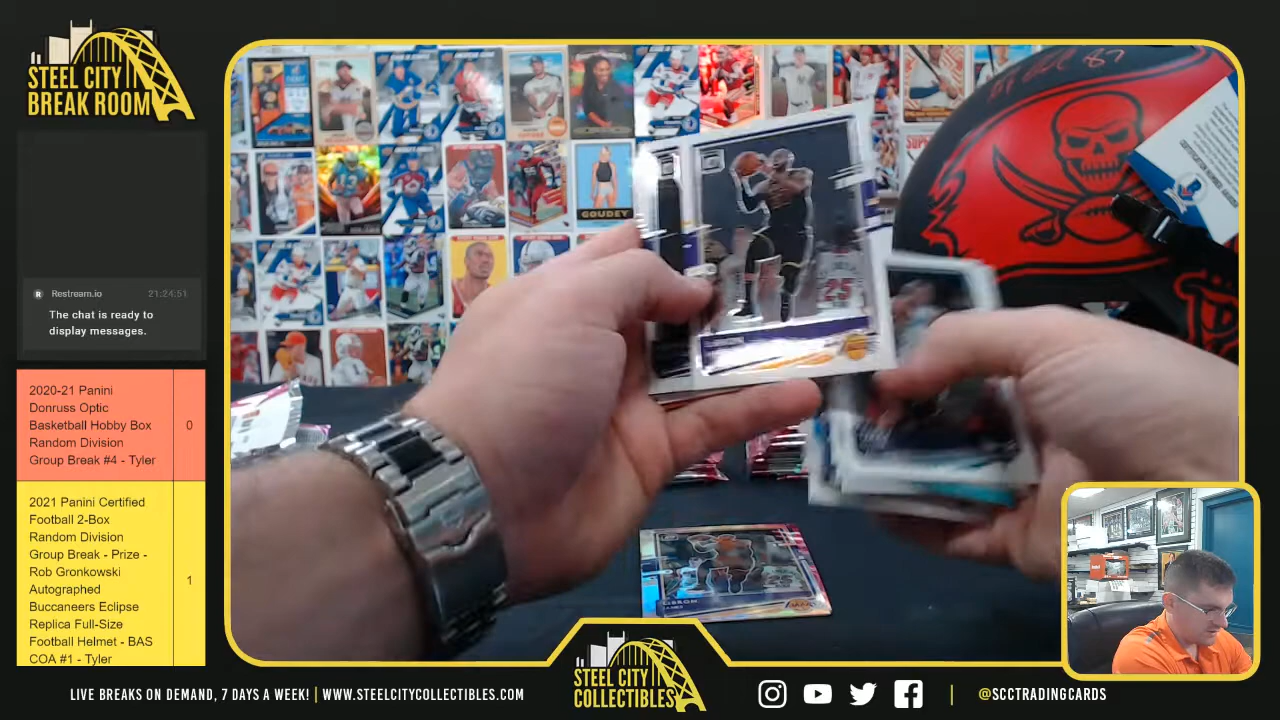 STEEL CITY
BREAK ROOM
Restream.io
21:24:51
The chat is ready to
display messages.
2020-21 Panini
Donruss Optic
Basketball Hobby Box
Random Division
Group Break #4 - Tyler
0
2021 Panini Certified
Football 2-Box
Random Division
Group Break - Prize -
Rob Gronkowski
Autographed
Buccaneers Eclipse
Replica Full-Size
Football Helmet - BAS
COA #1 - Tyler
1
GOUDEY
25
87
LIVE BREAKS ON DEMAND, 7 DAYS A WEEK! | WWW.STEELCITYCOLLECTIBLES.COM
STEEL CITY
COLLECTIBLES
@SCCTRADINGCARDS